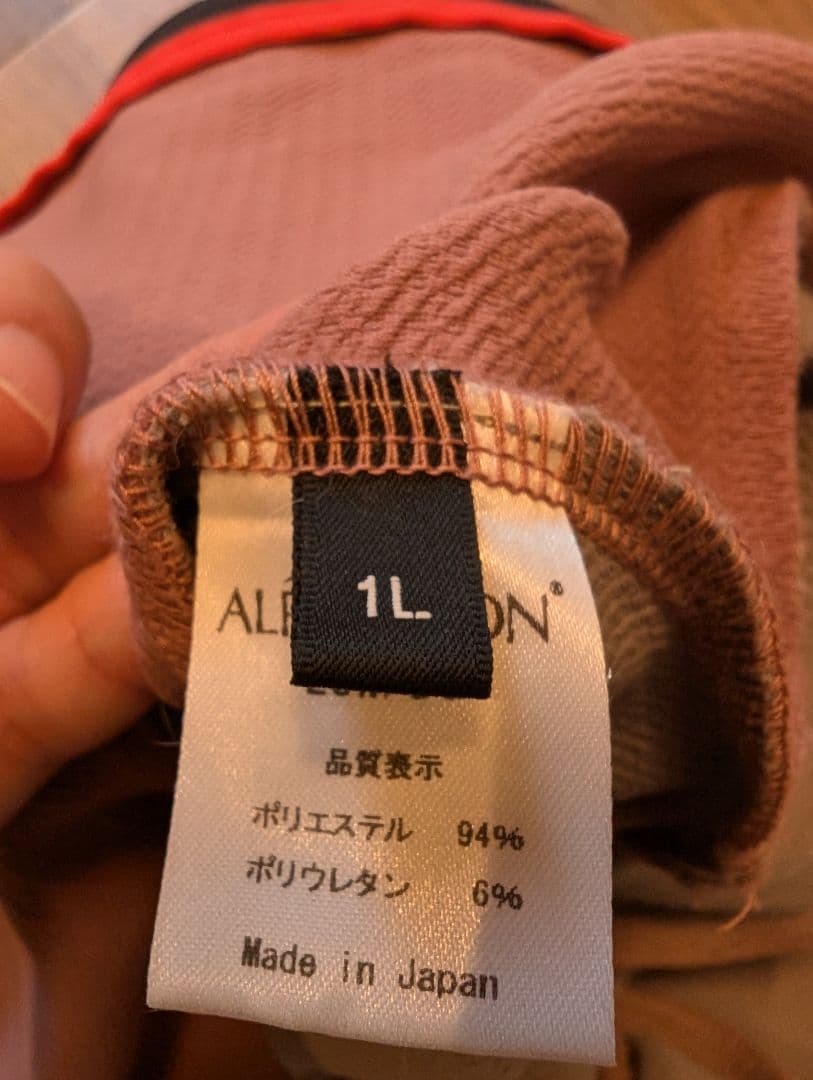 1L
品質表示
ポリエステル 94%
ポリウレタン 6%
Made in Japan